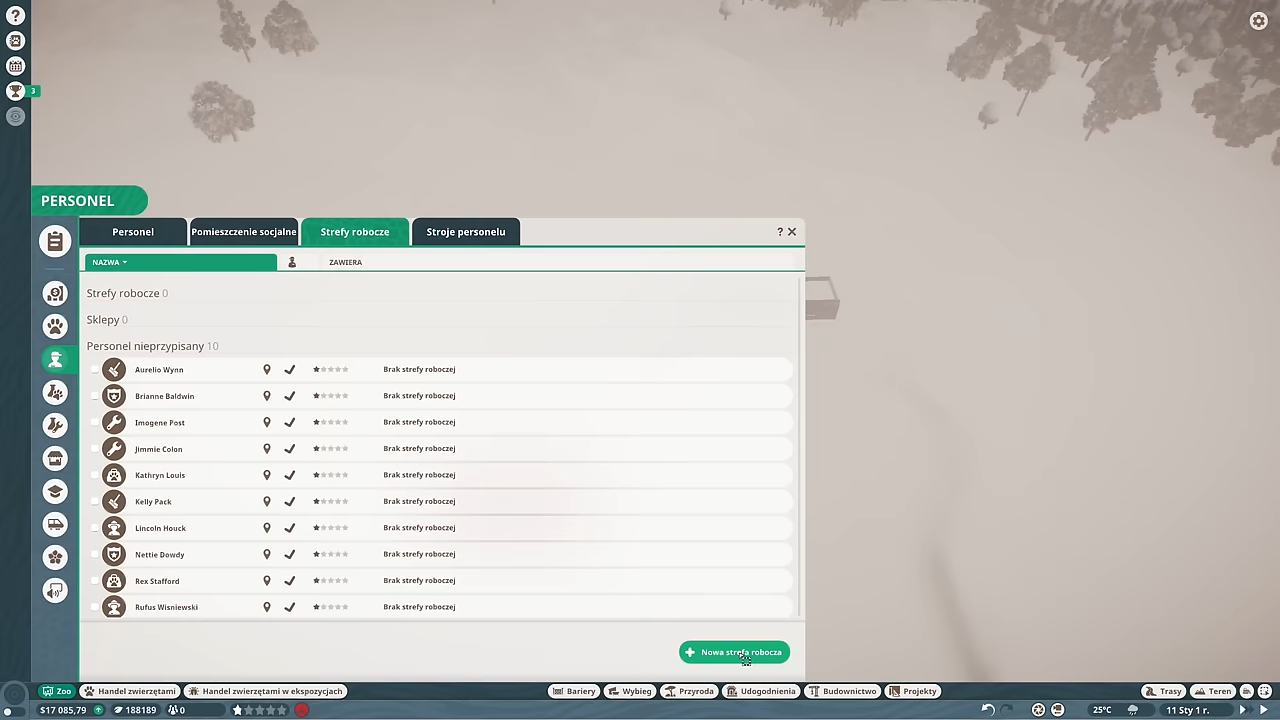 3
PERSONEL
Personel Pomieszczenie socjalne Strefy robocze Stroje personelu ?
NAZWA ZAWIERA
Strefy robocze 0
Sklepy 0
Personel nieprzypisany 10
Aurelio Wynn Brak strefy roboczej
Brianne Baldwin Brak strefy roboczej
Imogene Post Brak strefy roboczej
Jimmie Colon Brak strefy roboczej
Kathryn Louis Brak strefy roboczej
Kelly Pack Brak strefy roboczej
Lincoln Houck Brak strefy roboczej
Nettie Dowdy Brak strefy roboczej
Rex Stafford Brak strefy roboczej
Rufus Wisniewski Brak strefy roboczej
Nowa strefa robocza
Zoo Handel zwierzętami Handel zwierzętami w ekspozycjach Bariery Wybieg Przyroda Udogodnienia Budownictwo Projekty Trasy Teren
$17 085,79 188189 0 25°C 11 Sty 1 r.